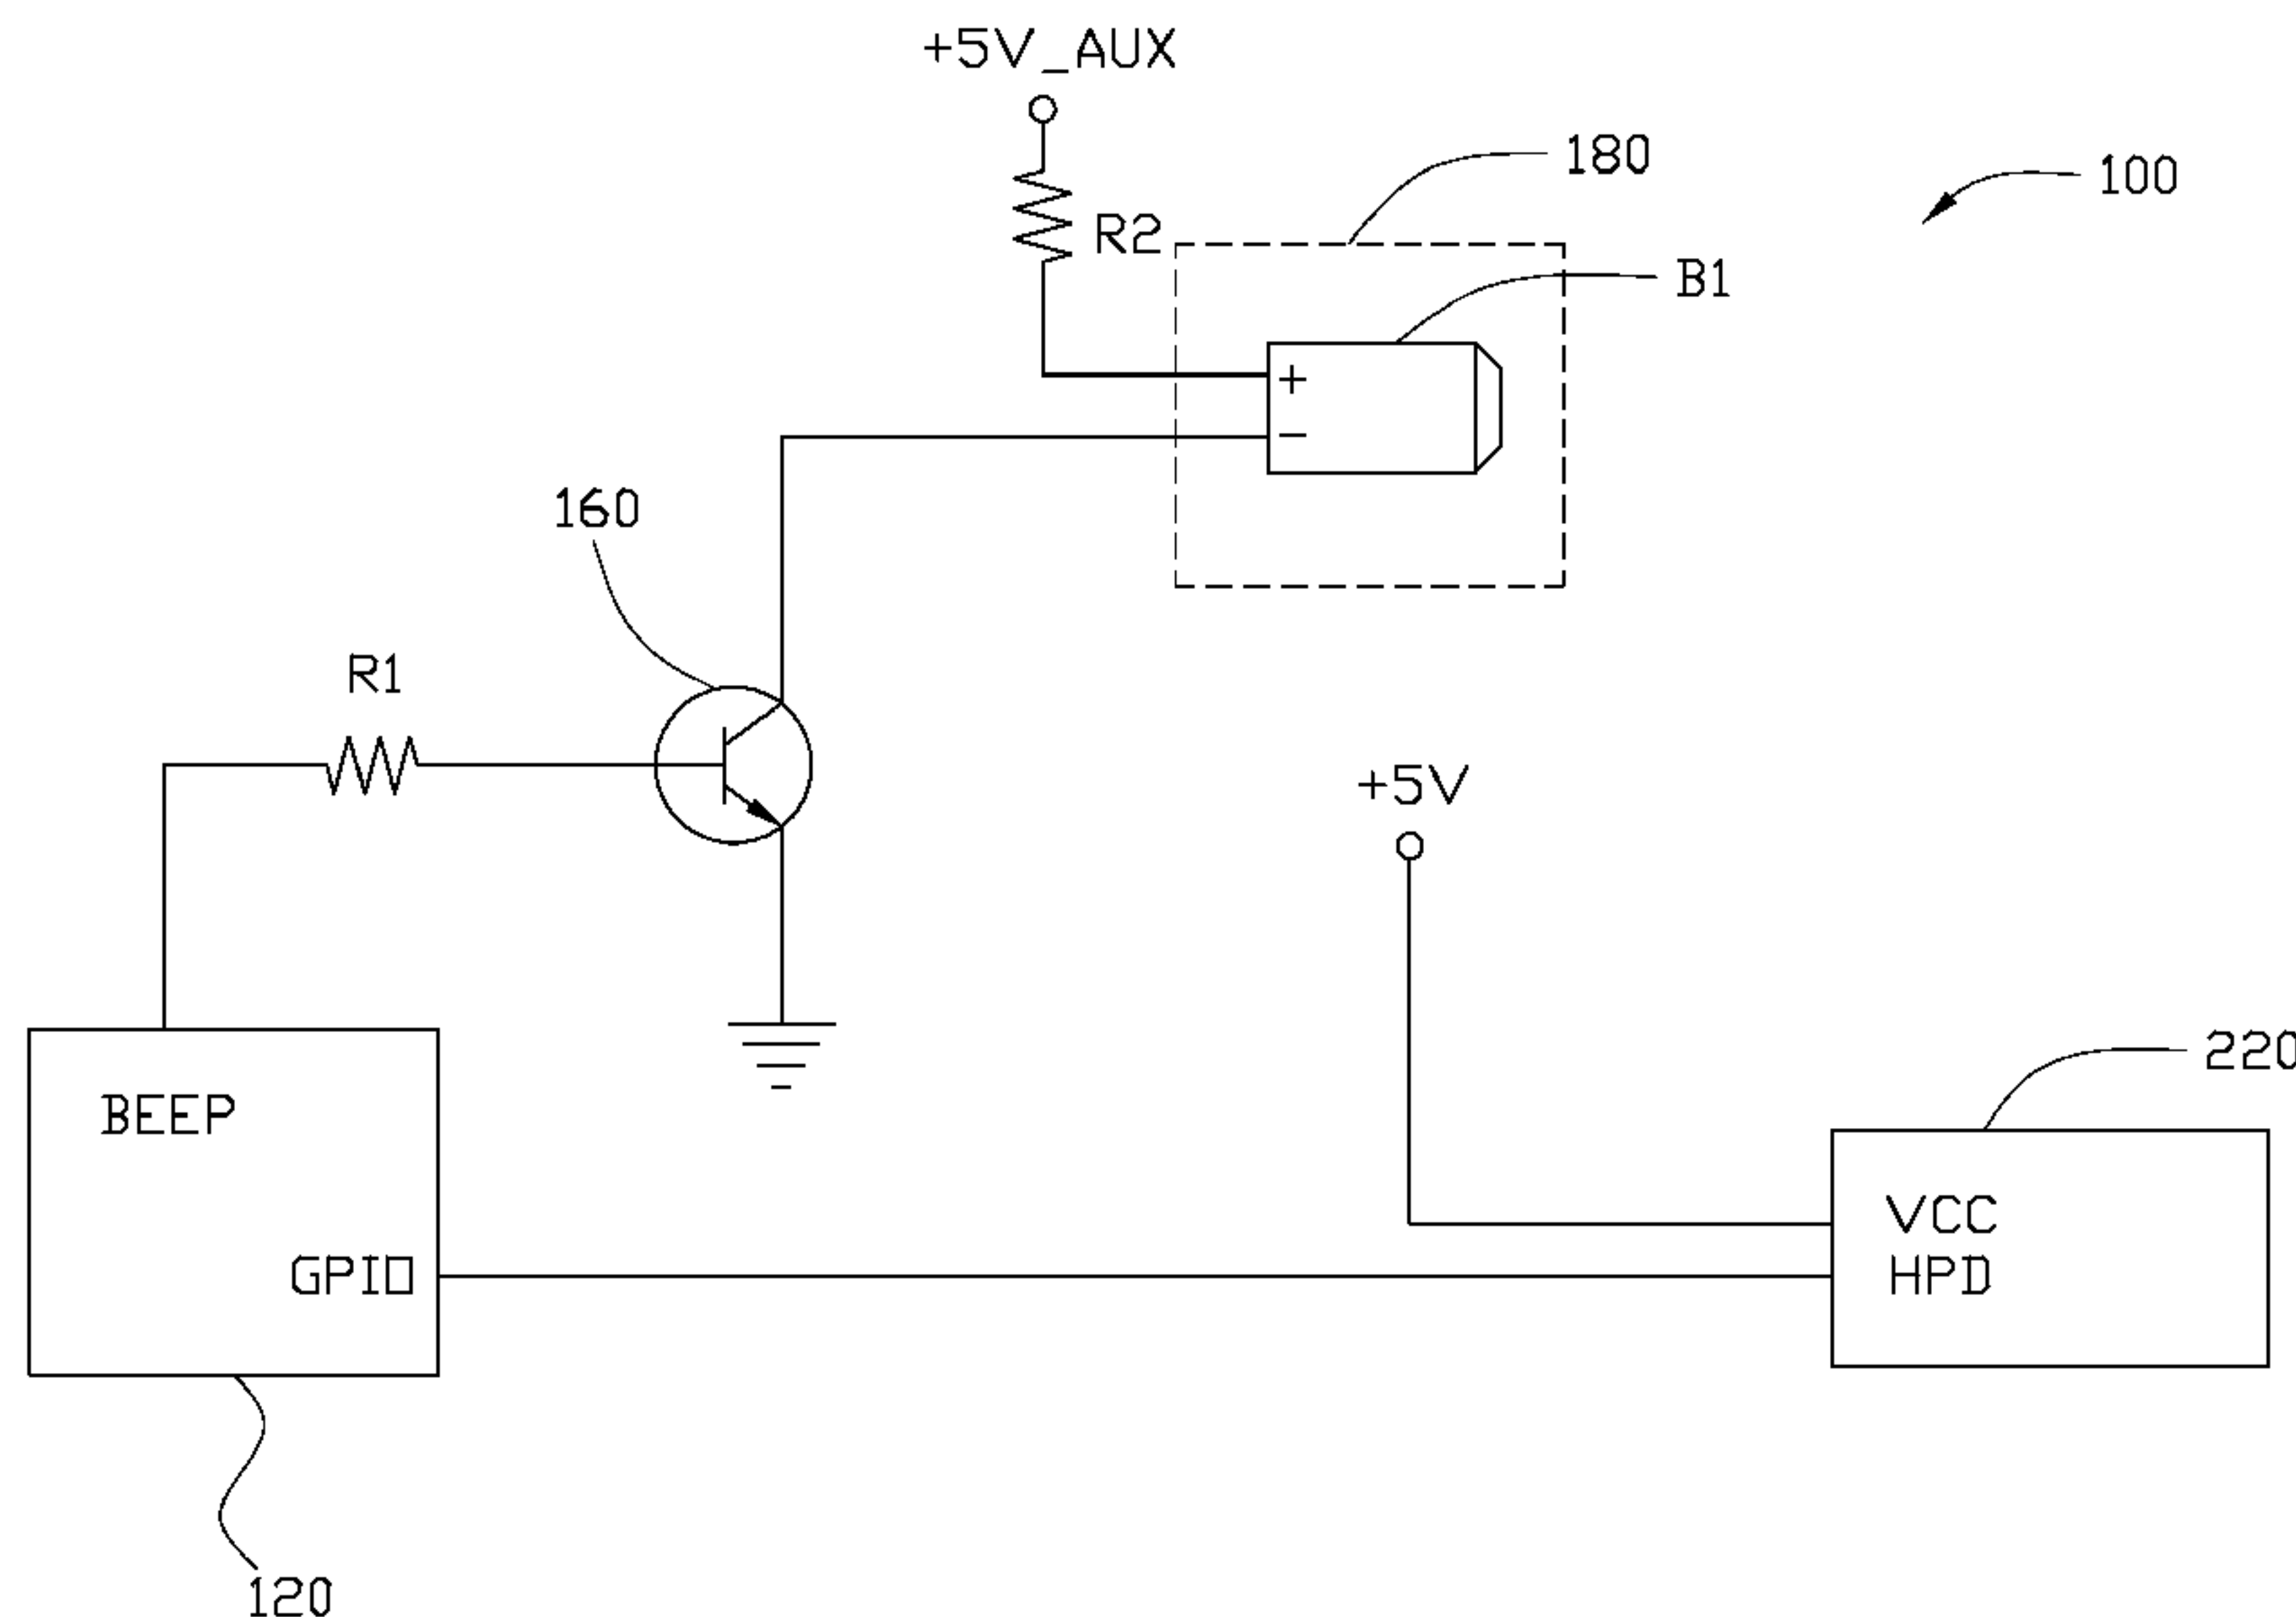 +5V_AUX
180
100
R2
B1
+
−
160
R1
+5V
220
BEEP
VCC
GPIO
HPD
120